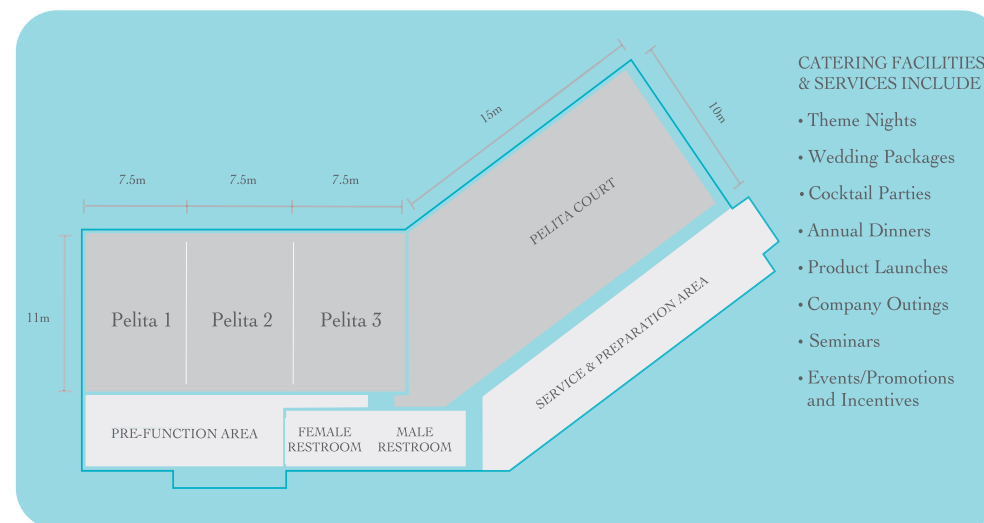 15m
10m
7.5m
7.5m
7.5m
11m
PELITA COURT
Pelita 1
Pelita 2
Pelita 3
SERVICE & PREPARATION AREA
PRE-FUNCTION AREA
FEMALE
RESTROOM
MALE
RESTROOM
CATERING FACILITIES
& SERVICES INCLUDE
• Theme Nights
• Wedding Packages
• Cocktail Parties
• Annual Dinners
• Product Launches
• Company Outings
• Seminars
• Events/Promotions
and Incentives